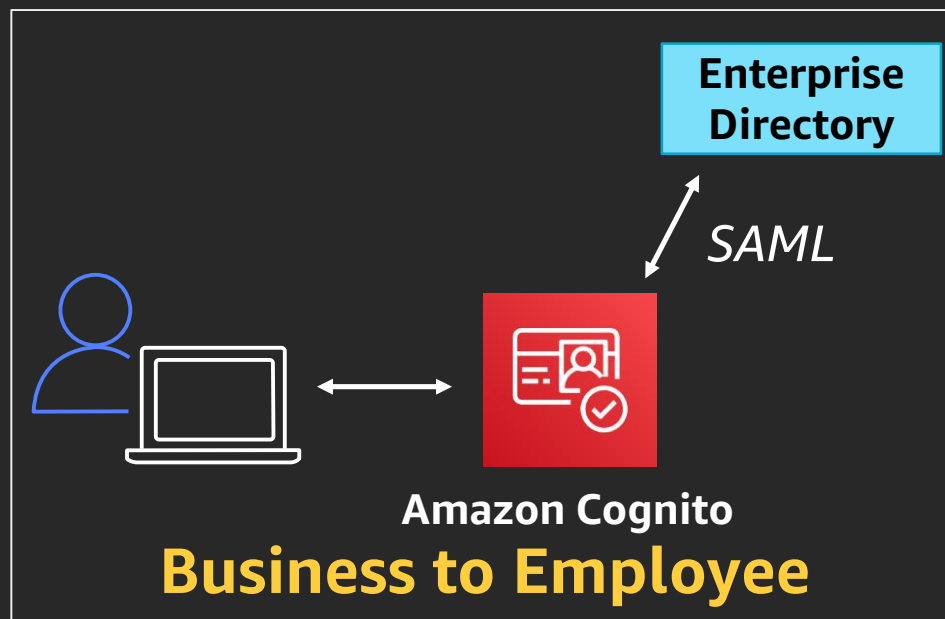 Enterprise
Directory
SAML
Amazon Cognito
Business to Employee